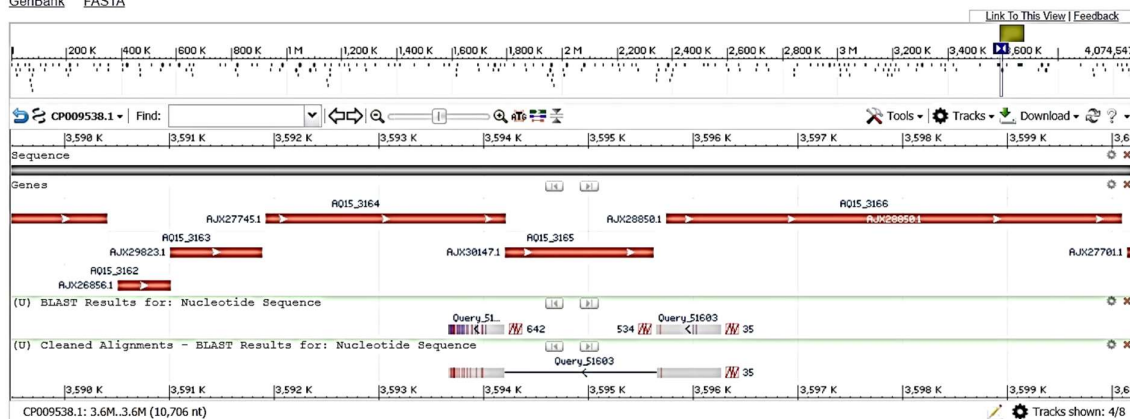 GenBank FASTA
Link To This View | Feedback
200 K 400 K 600 K 800 K 1 M 1,200 K 1,400 K 1,600 K 1,800 K 2 M 2,200 K 2,400 K 2,600 K 2,800 K 3 M 3,200 K 3,400 K 3,600 K 4,074,547
CP009538.1 Find: ATG Tools Tracks Download ?
3,590 K 3,591 K 3,592 K 3,593 K 3,594 K 3,595 K 3,596 K 3,597 K 3,598 K 3,599 K 3,6
Sequence
Genes
AQ15_3164 AQ15_3166
AJX27745.1 AJX28850.1 AJX28850.1
AQ15_3163 AQ15_3165
AJX29823.1 AJX30147.1 AJX27701.1
AQ15_3162
AJX26856.1
(U) BLAST Results for: Nucleotide Sequence
Query_51... Query_51603
642 534 35
(U) Cleaned Alignments - BLAST Results for: Nucleotide Sequence
Query_51603
35
3,590 K 3,591 K 3,592 K 3,593 K 3,594 K 3,595 K 3,596 K 3,597 K 3,598 K 3,599 K 3,6
CP009538.1: 3.6M..3.6M (10,706 nt) Tracks shown: 4/8